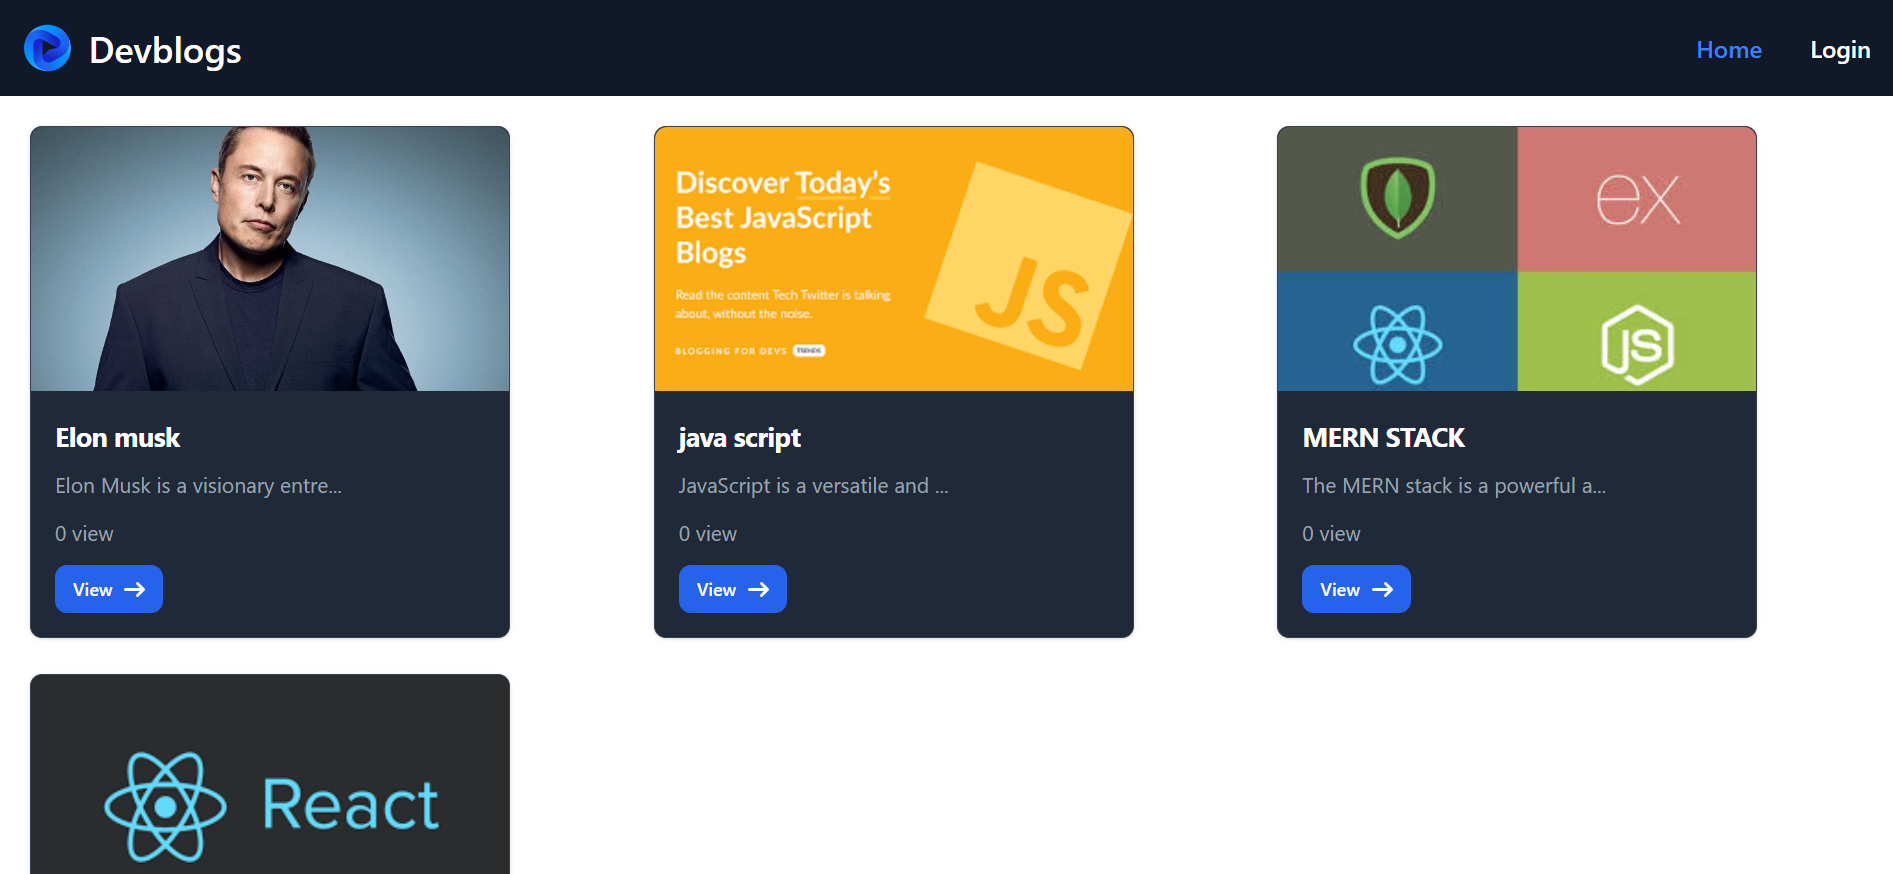 Devblogs
Home
Login
Discover Today's
Best JavaScript
Blogs
Read the content Tech Twitter is talking
about, without the noise.
BLOGGING FOR DEVS TRENDS
JS
ex
JS
Elon musk
Elon Musk is a visionary entre...
0 view
View
java script
JavaScript is a versatile and ...
0 view
View
MERN STACK
The MERN stack is a powerful a...
0 view
View
React